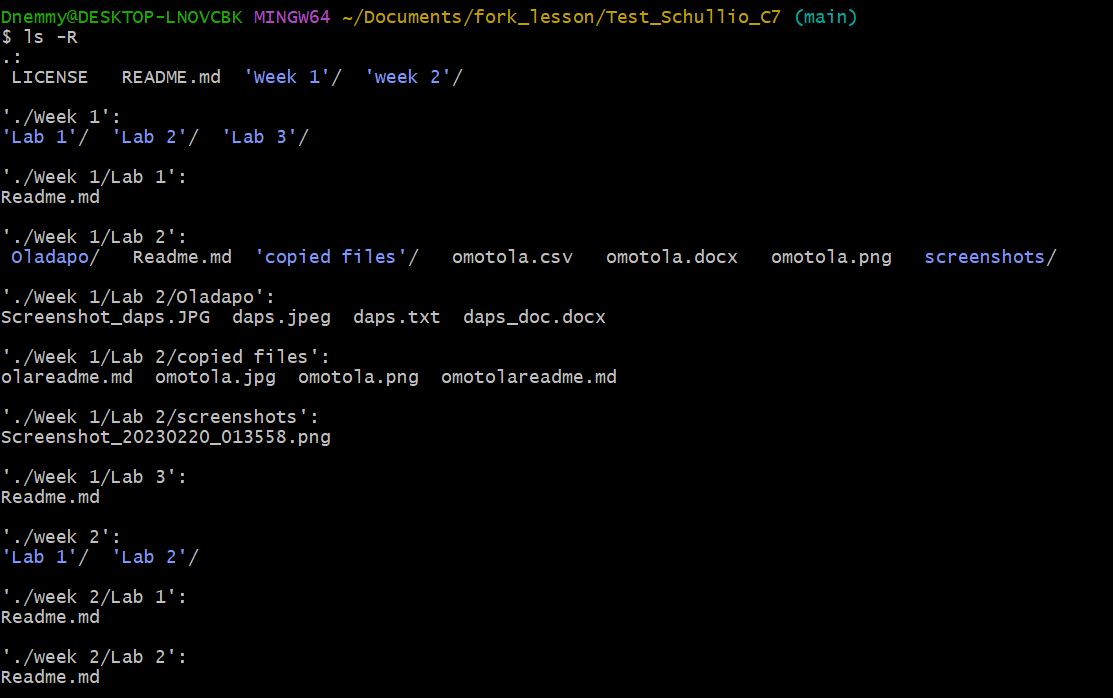 Dnemmy@DESKTOP-LNOVCBK MINGW64 ~/Documents/fork_lesson/Test_Schullio_C7 (main)
$ ls -R
.:
 LICENSE   README.md  'Week 1'/  'week 2'/

'./Week 1':
'Lab 1'/  'Lab 2'/  'Lab 3'/

'./Week 1/Lab 1':
Readme.md

'./Week 1/Lab 2':
 Oladapo/   Readme.md  'copied files'/   omotola.csv   omotola.docx   omotola.png   screenshots/

'./Week 1/Lab 2/Oladapo':
Screenshot_daps.JPG  daps.jpeg  daps.txt  daps_doc.docx

'./Week 1/Lab 2/copied files':
olareadme.md  omotola.jpg  omotola.png  omotolareadme.md

'./Week 1/Lab 2/screenshots':
Screenshot_20230220_013558.png

'./Week 1/Lab 3':
Readme.md

'./week 2':
'Lab 1'/  'Lab 2'/

'./week 2/Lab 1':
Readme.md

'./week 2/Lab 2':
Readme.md